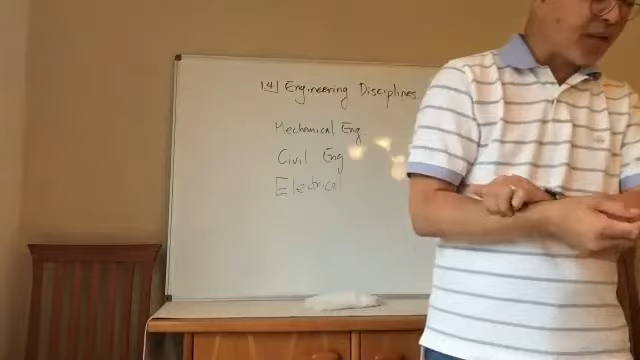 1.4 Engineering Disciplines.
Mechanical Eng
Civil Eng
Electrical